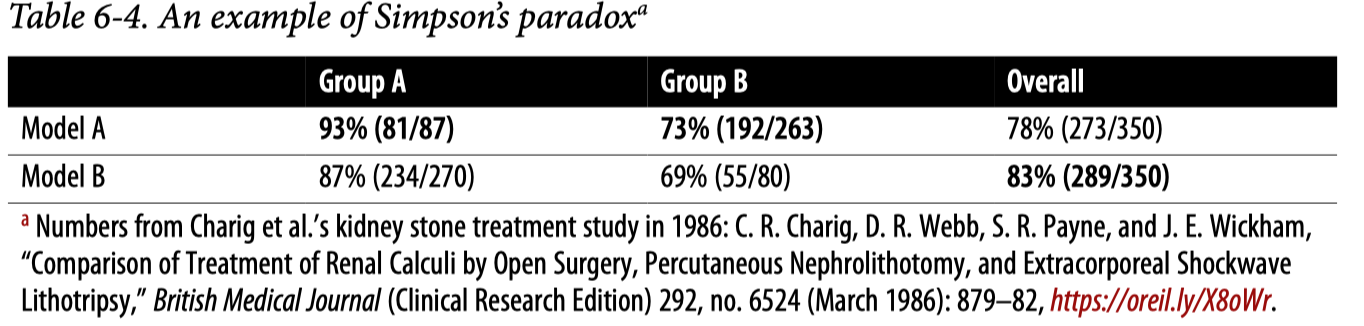 Table 6-4. An example of Simpson’s paradoxa
Group A Group B Overall
Model A 93% (81/87) 73% (192/263) 78% (273/350)
Model B 87% (234/270) 69% (55/80) 83% (289/350)
a Numbers from Charig et al.’s kidney stone treatment study in 1986: C. R. Charig, D. R. Webb, S. R. Payne, and J. E. Wickham,
“Comparison of Treatment of Renal Calculi by Open Surgery, Percutaneous Nephrolithotomy, and Extracorporeal Shockwave
Lithotripsy,” British Medical Journal (Clinical Research Edition) 292, no. 6524 (March 1986): 879–82, https://oreil.ly/X8oWr.